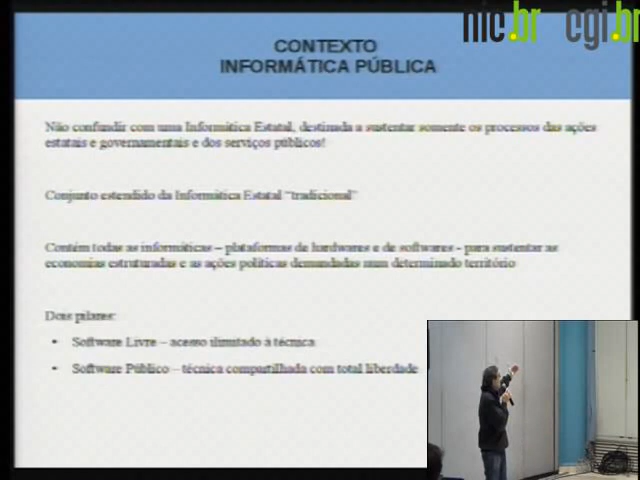 nic.br cgi.br
CONTEXTO
INFORMÁTICA PÚBLICA
Não confundir com uma Informática Estatal, destinada a sustentar somente os processos das ações
estatais e governamentais e dos serviços públicos!
Conjunto estendido da Informática Estatal “tradicional”
Contém todas as informáticas – plataformas de hardwares e de softwares - para sustentar as
economias estruturadas e as ações políticas demandadas num determinado território
Dois pilares:
• Software Livre – acesso ilimitado à técnica
• Software Público – técnica compartilhada com total liberdade